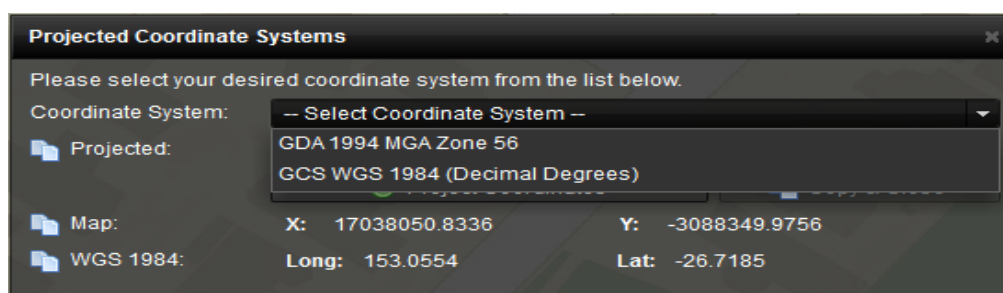 Projected Coordinate Systems
Please select your desired coordinate system from the list below.
Coordinate System: -- Select Coordinate System --
GDA 1994 MGA Zone 56
Projected:
GCS WGS 1984 (Decimal Degrees)
Map: X: 17038050.8336 Y: -3088349.9756
WGS 1984: Long: 153.0554 Lat: -26.7185